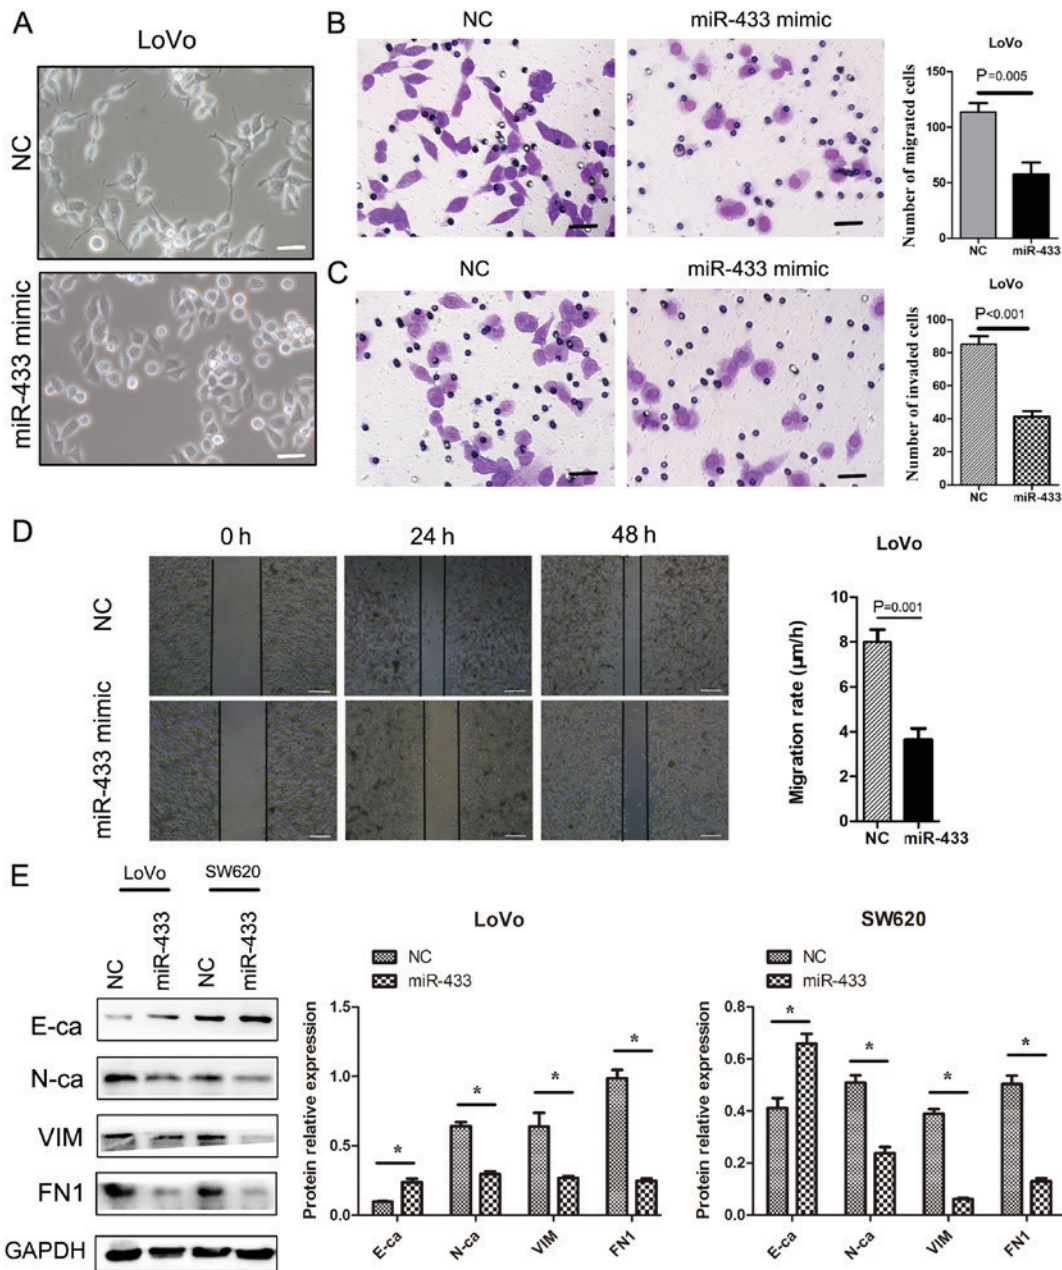 A
LoVo
NC
miR-433 mimic
B
NC
miR-433 mimic
LoVo
P=0.005
Number of migrated cells
150
100
50
0
NC
miR-433
C
NC
miR-433 mimic
LoVo
P<0.001
Number of invaded cells
100
80
60
40
20
0
NC
miR-433
D
0 h
24 h
48 h
NC
miR-433 mimic
LoVo
P=0.001
Migration rate (µm/h)
10
8
6
4
2
0
NC
miR-433
E
LoVo
SW620
NC
miR-433
NC
miR-433
E-ca
N-ca
VIM
FN1
GAPDH
LoVo
NC
miR-433
Protein relative expression
1.5
1.0
0.5
0.0
*
*
*
*
E-ca
N-ca
VIM
FN1
SW620
NC
miR-433
Protein relative expression
0.8
0.6
0.4
0.2
0.0
*
*
*
*
E-ca
N-ca
VIM
FN1